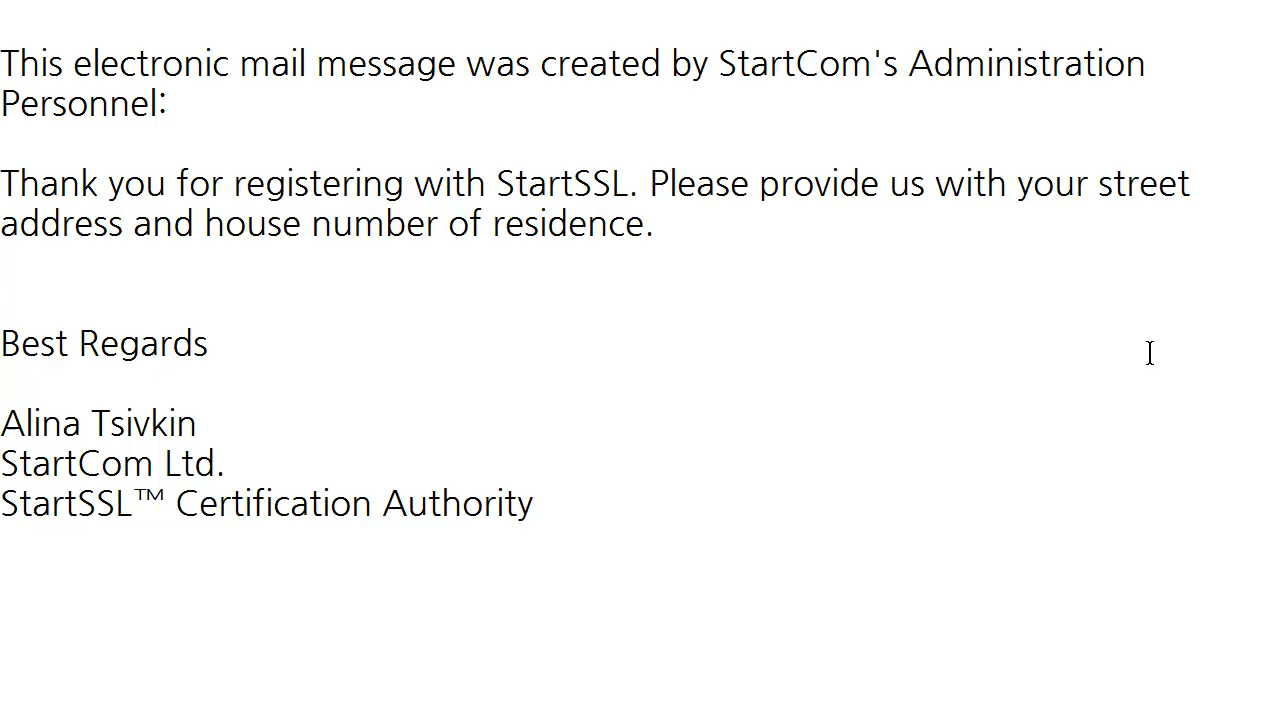 This electronic mail message was created by StartCom's Administration
Personnel:
Thank you for registering with StartSSL. Please provide us with your street
address and house number of residence.
Best Regards
Alina Tsivkin
StartCom Ltd.
StartSSL™ Certification Authority